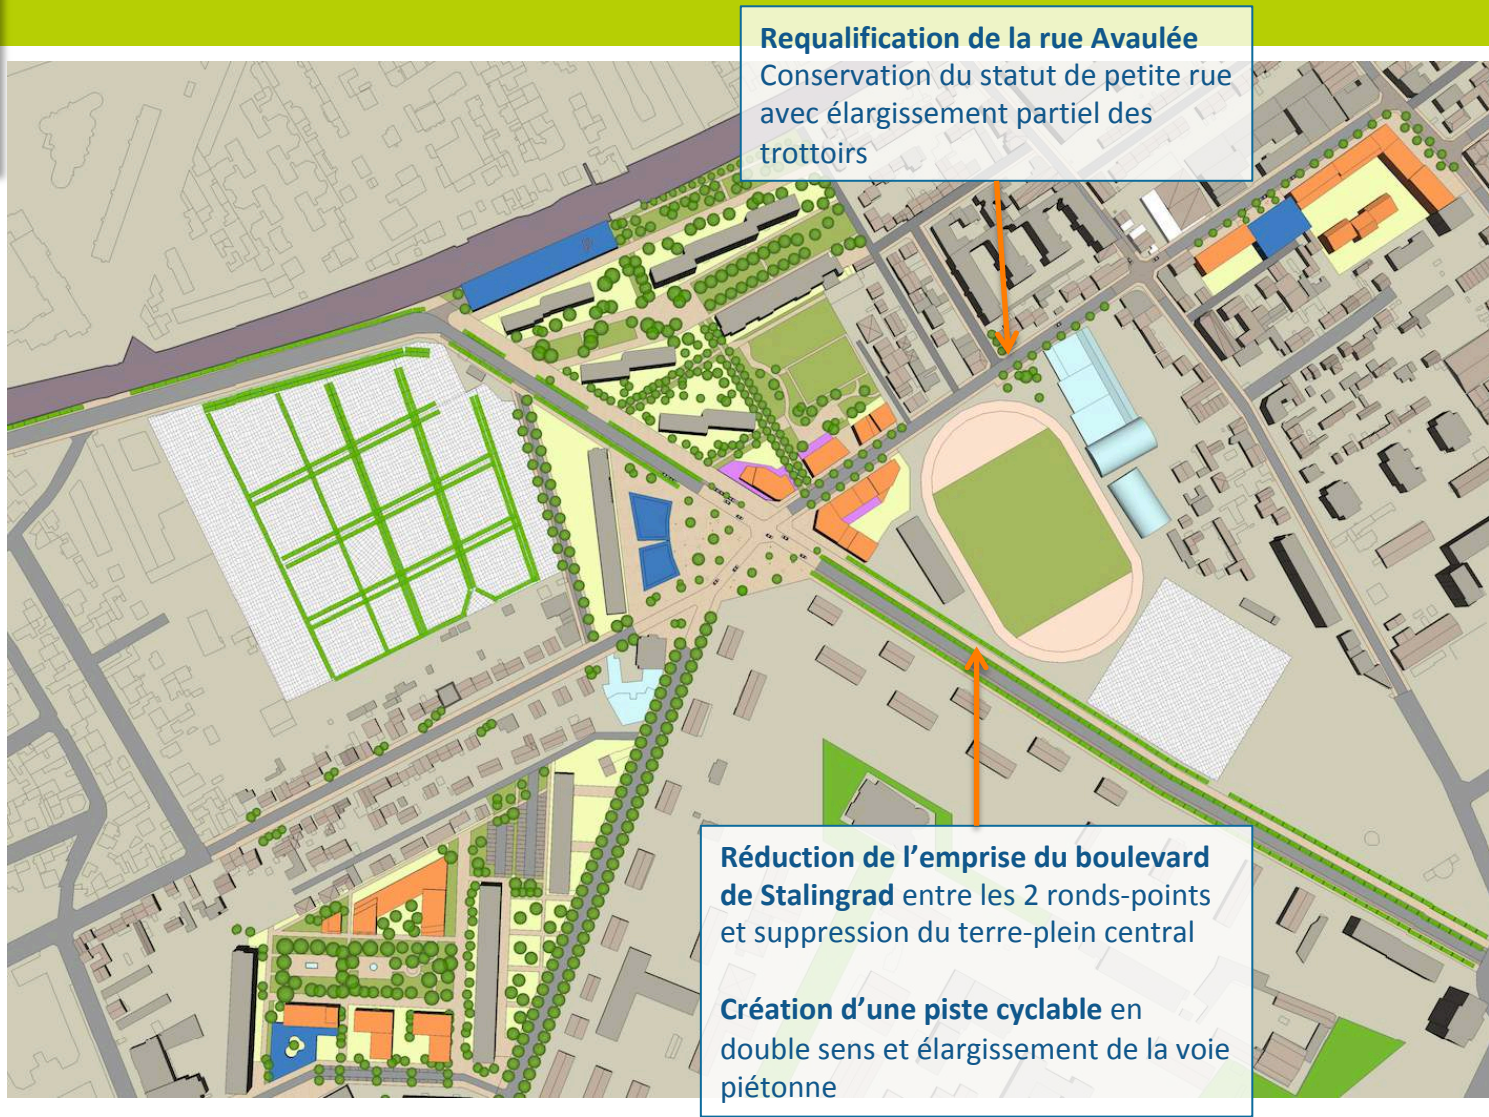 Requalification de la rue Avaulée
Conservation du statut de petite rue
avec élargissement partiel des
trottoirs
Réduction de l’emprise du boulevard
de Stalingrad entre les 2 ronds-points
et suppression du terre-plein central
Création d’une piste cyclable en
double sens et élargissement de la voie
piétonne